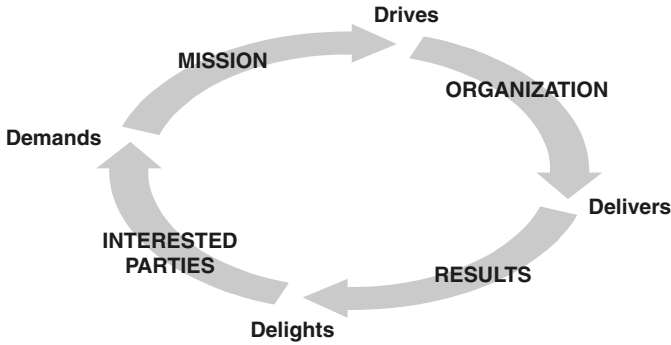 Drives
MISSION
ORGANIZATION
Demands
Delivers
INTERESTED
PARTIES
RESULTS
Delights